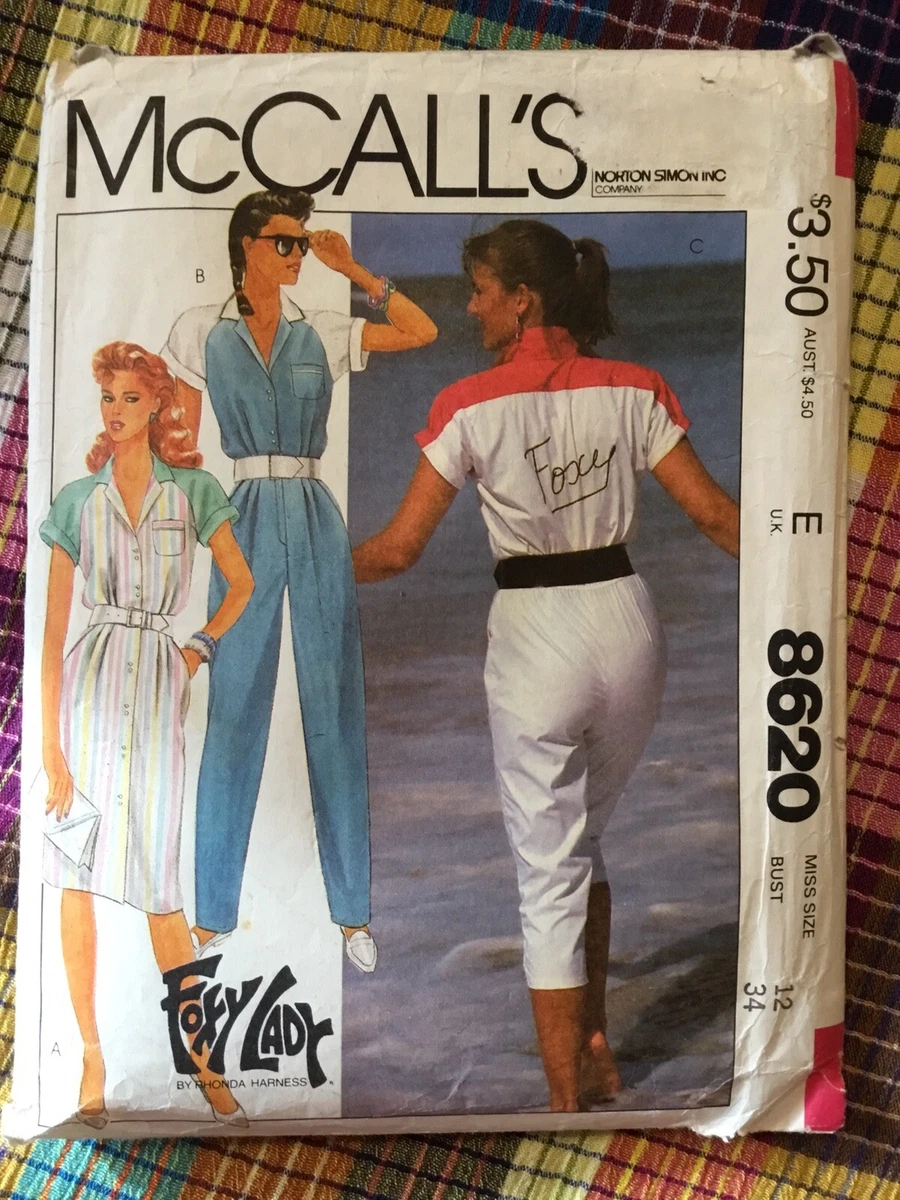 McCALL'S
NORTON SIMON INC
COMPANY
B
C
Foxy
A
FOXY LADY
BY RHONDA HARNESS
$3.50
AUST. $4.50
E
U.K.
8620
MISS SIZE 12
BUST 34